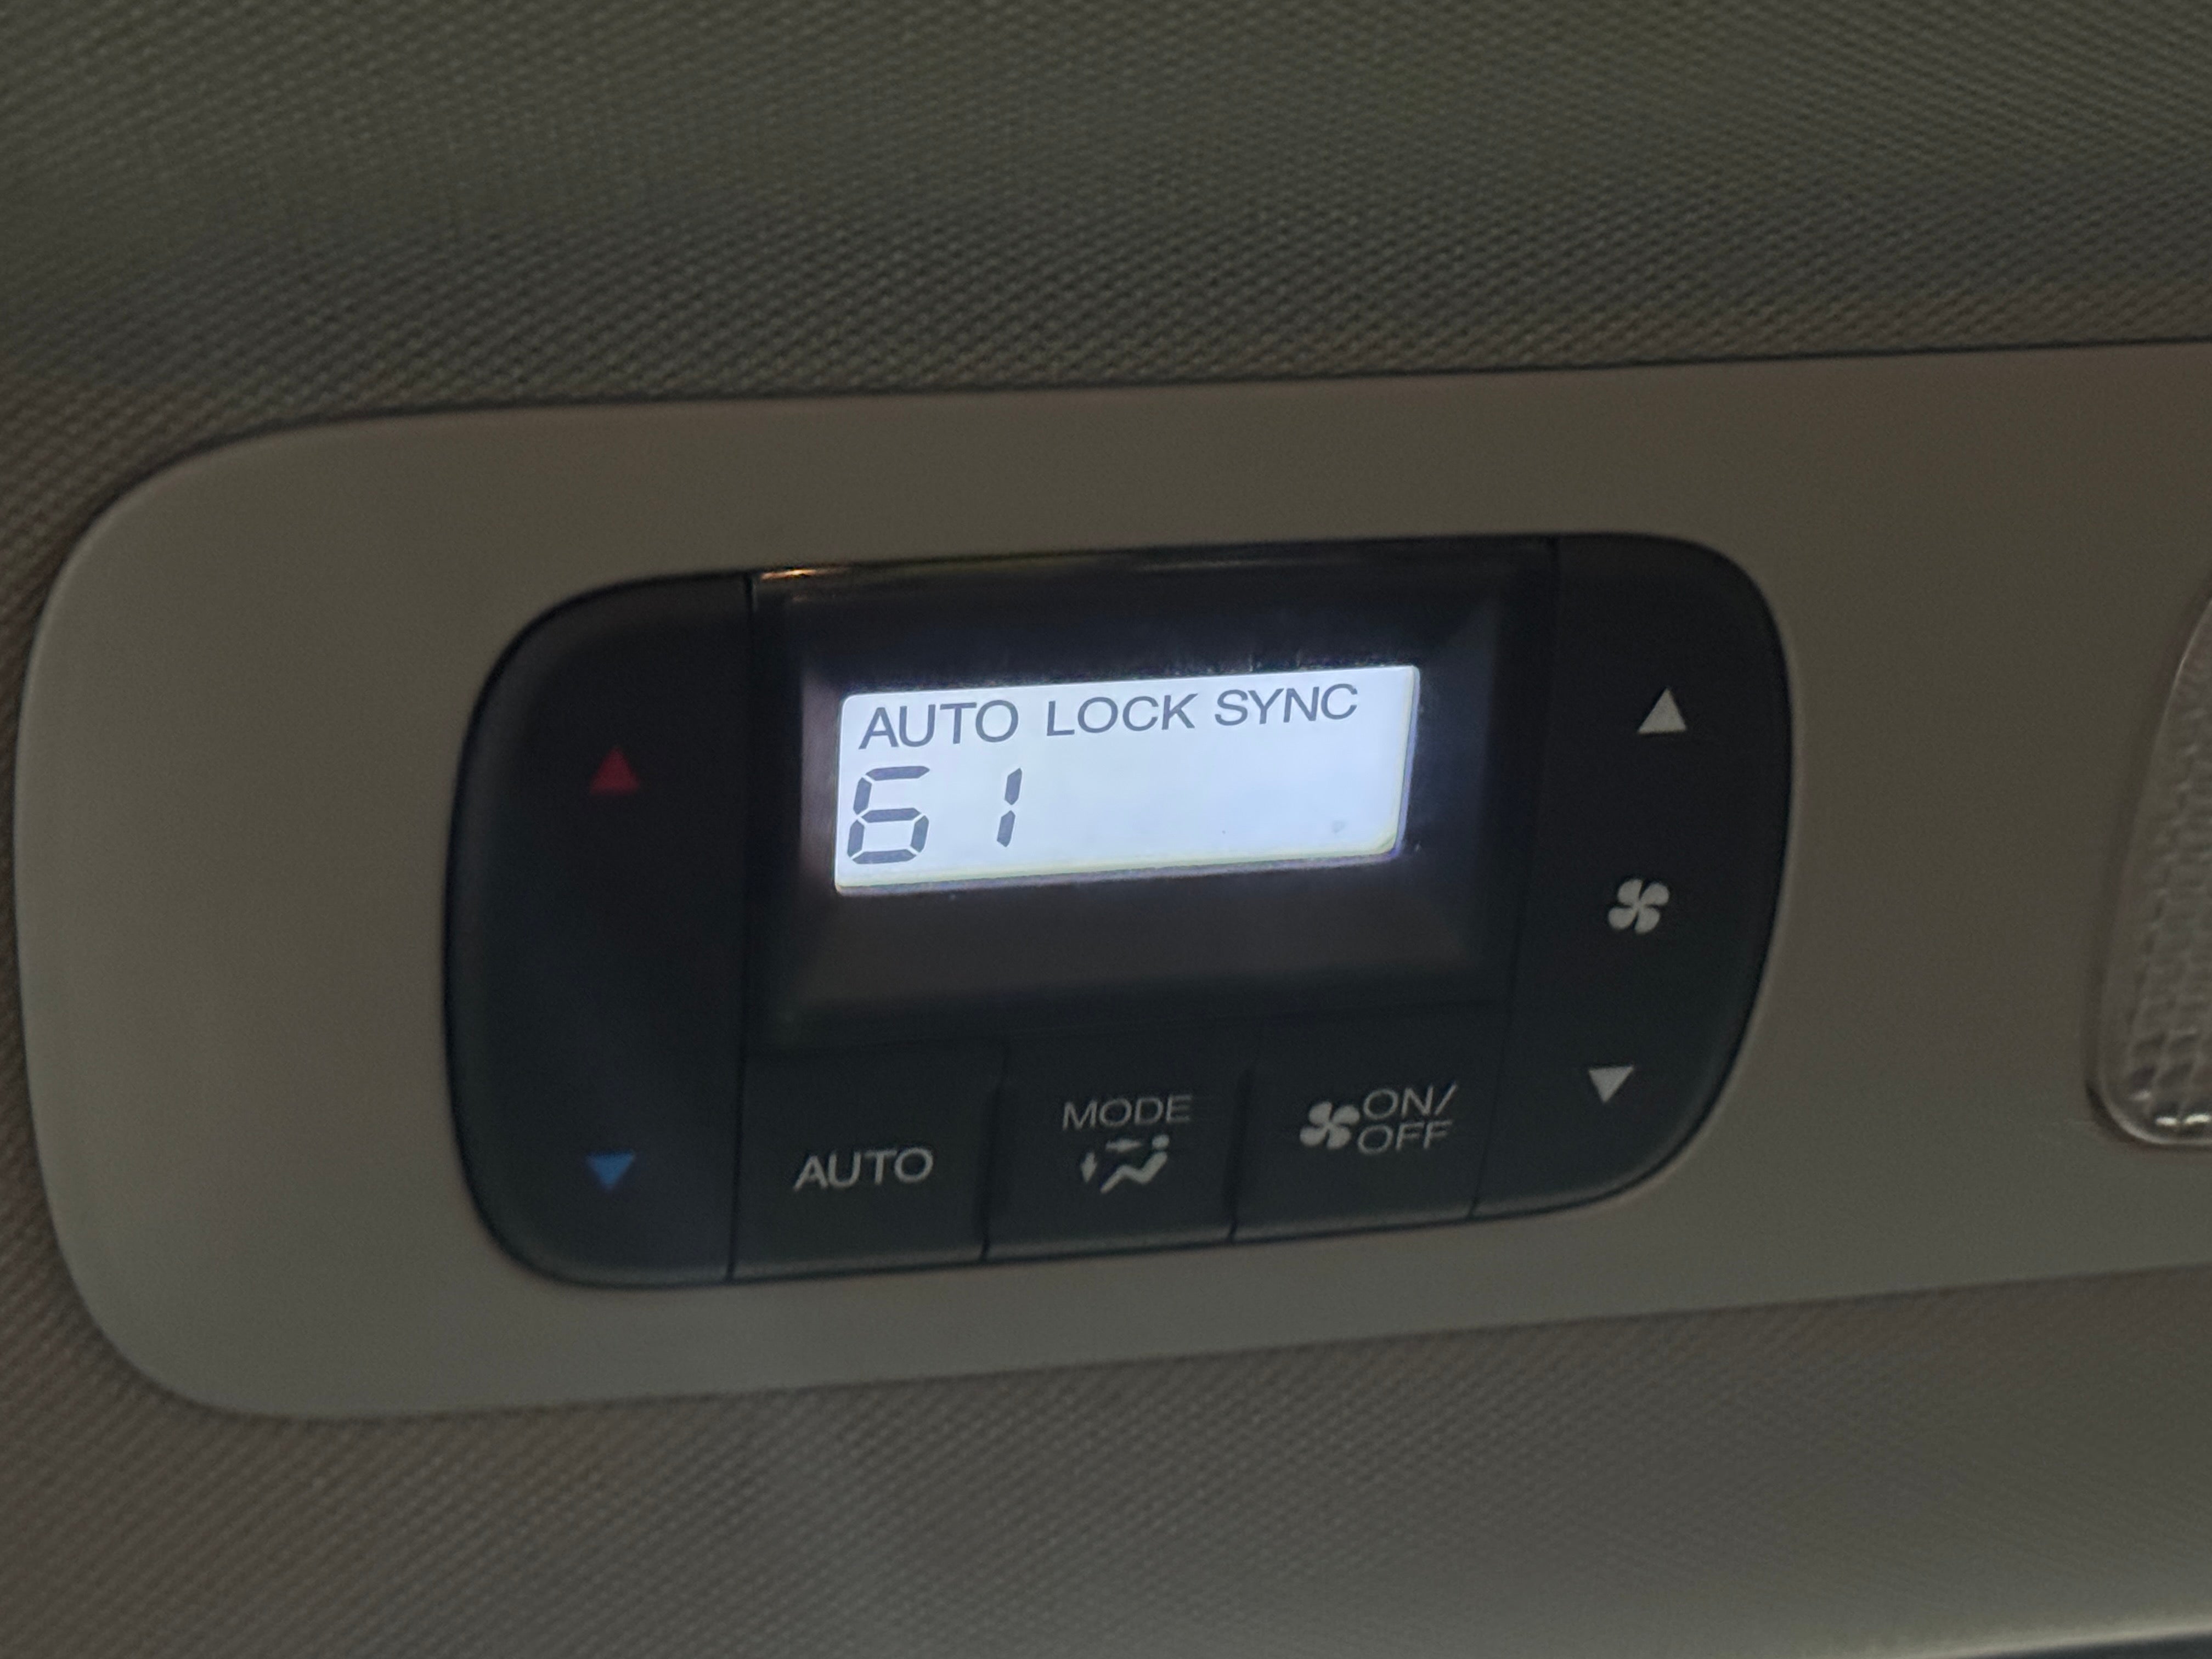 AUTO LOCK SYNC
61
AUTO
MODE
ON/
OFF